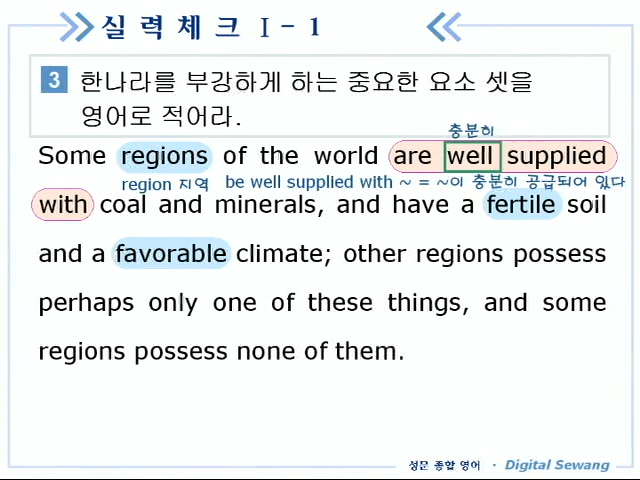 실력체크 I - 1
3 한나라를 부강하게 하는 중요한 요소 셋을
영어로 적어라.
충분히
Some regions of the world are well supplied
region 지역 be well supplied with ~ = ~이 충분히 공급되어 있다
with coal and minerals, and have a fertile soil
and a favorable climate; other regions possess
perhaps only one of these things, and some
regions possess none of them.
성문 종합 영어 · Digital Sewang